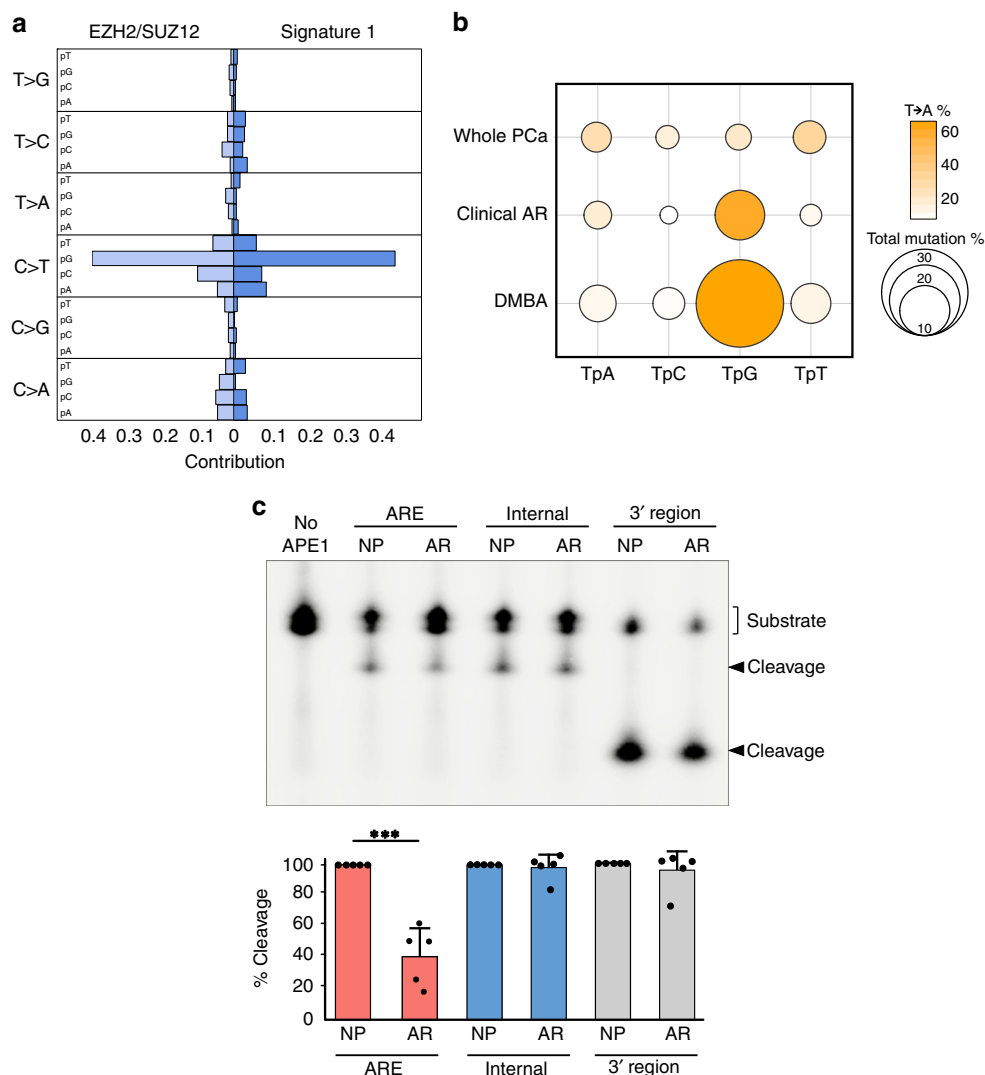 a
EZH2/SUZ12 Signature 1
T>G
pT
pG
pC
pA
T>C
pT
pG
pC
pA
T>A
pT
pG
pC
pA
C>T
pT
pG
pC
pA
C>G
pT
pG
pC
pA
C>A
pT
pG
pC
pA
0.4 0.3 0.2 0.1 0 0.1 0.2 0.3 0.4
Contribution
b
Whole PCa
Clinical AR
DMBA
TpA TpC TpG TpT
T→A %
60
40
20
Total mutation %
30
20
10
c
No
APE1
ARE Internal 3′ region
NP AR NP AR NP AR
Substrate
Cleavage
Cleavage
% Cleavage
***
100
80
60
40
20
0
NP AR NP AR NP AR
ARE Internal 3′ region